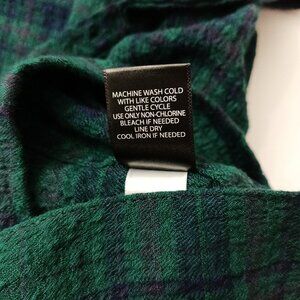 MACHINE WASH COLD
WITH LIKE COLORS
GENTLE CYCLE
USE ONLY NON-CHLORINE
BLEACH IF NEEDED
LINE DRY
COOL IRON IF NEEDED